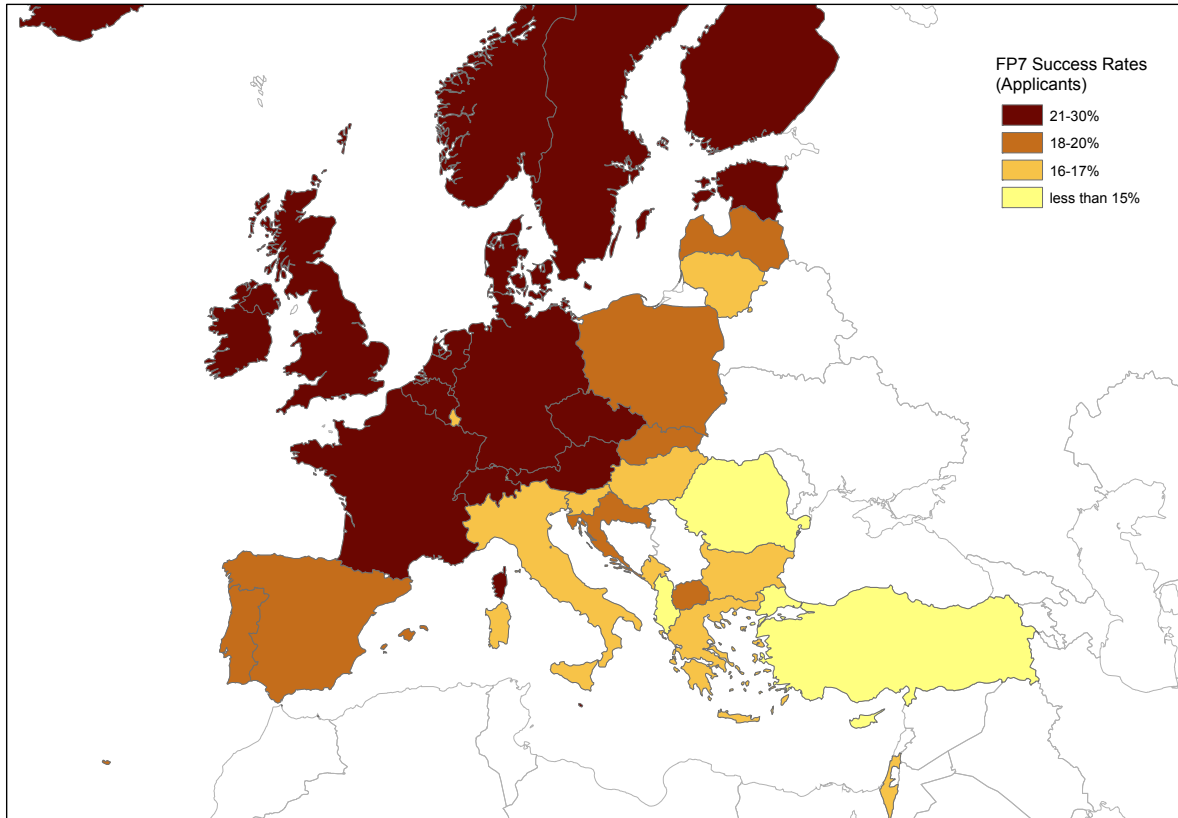 FP7 Success Rates
(Applicants)
21-30%
18-20%
16-17%
less than 15%